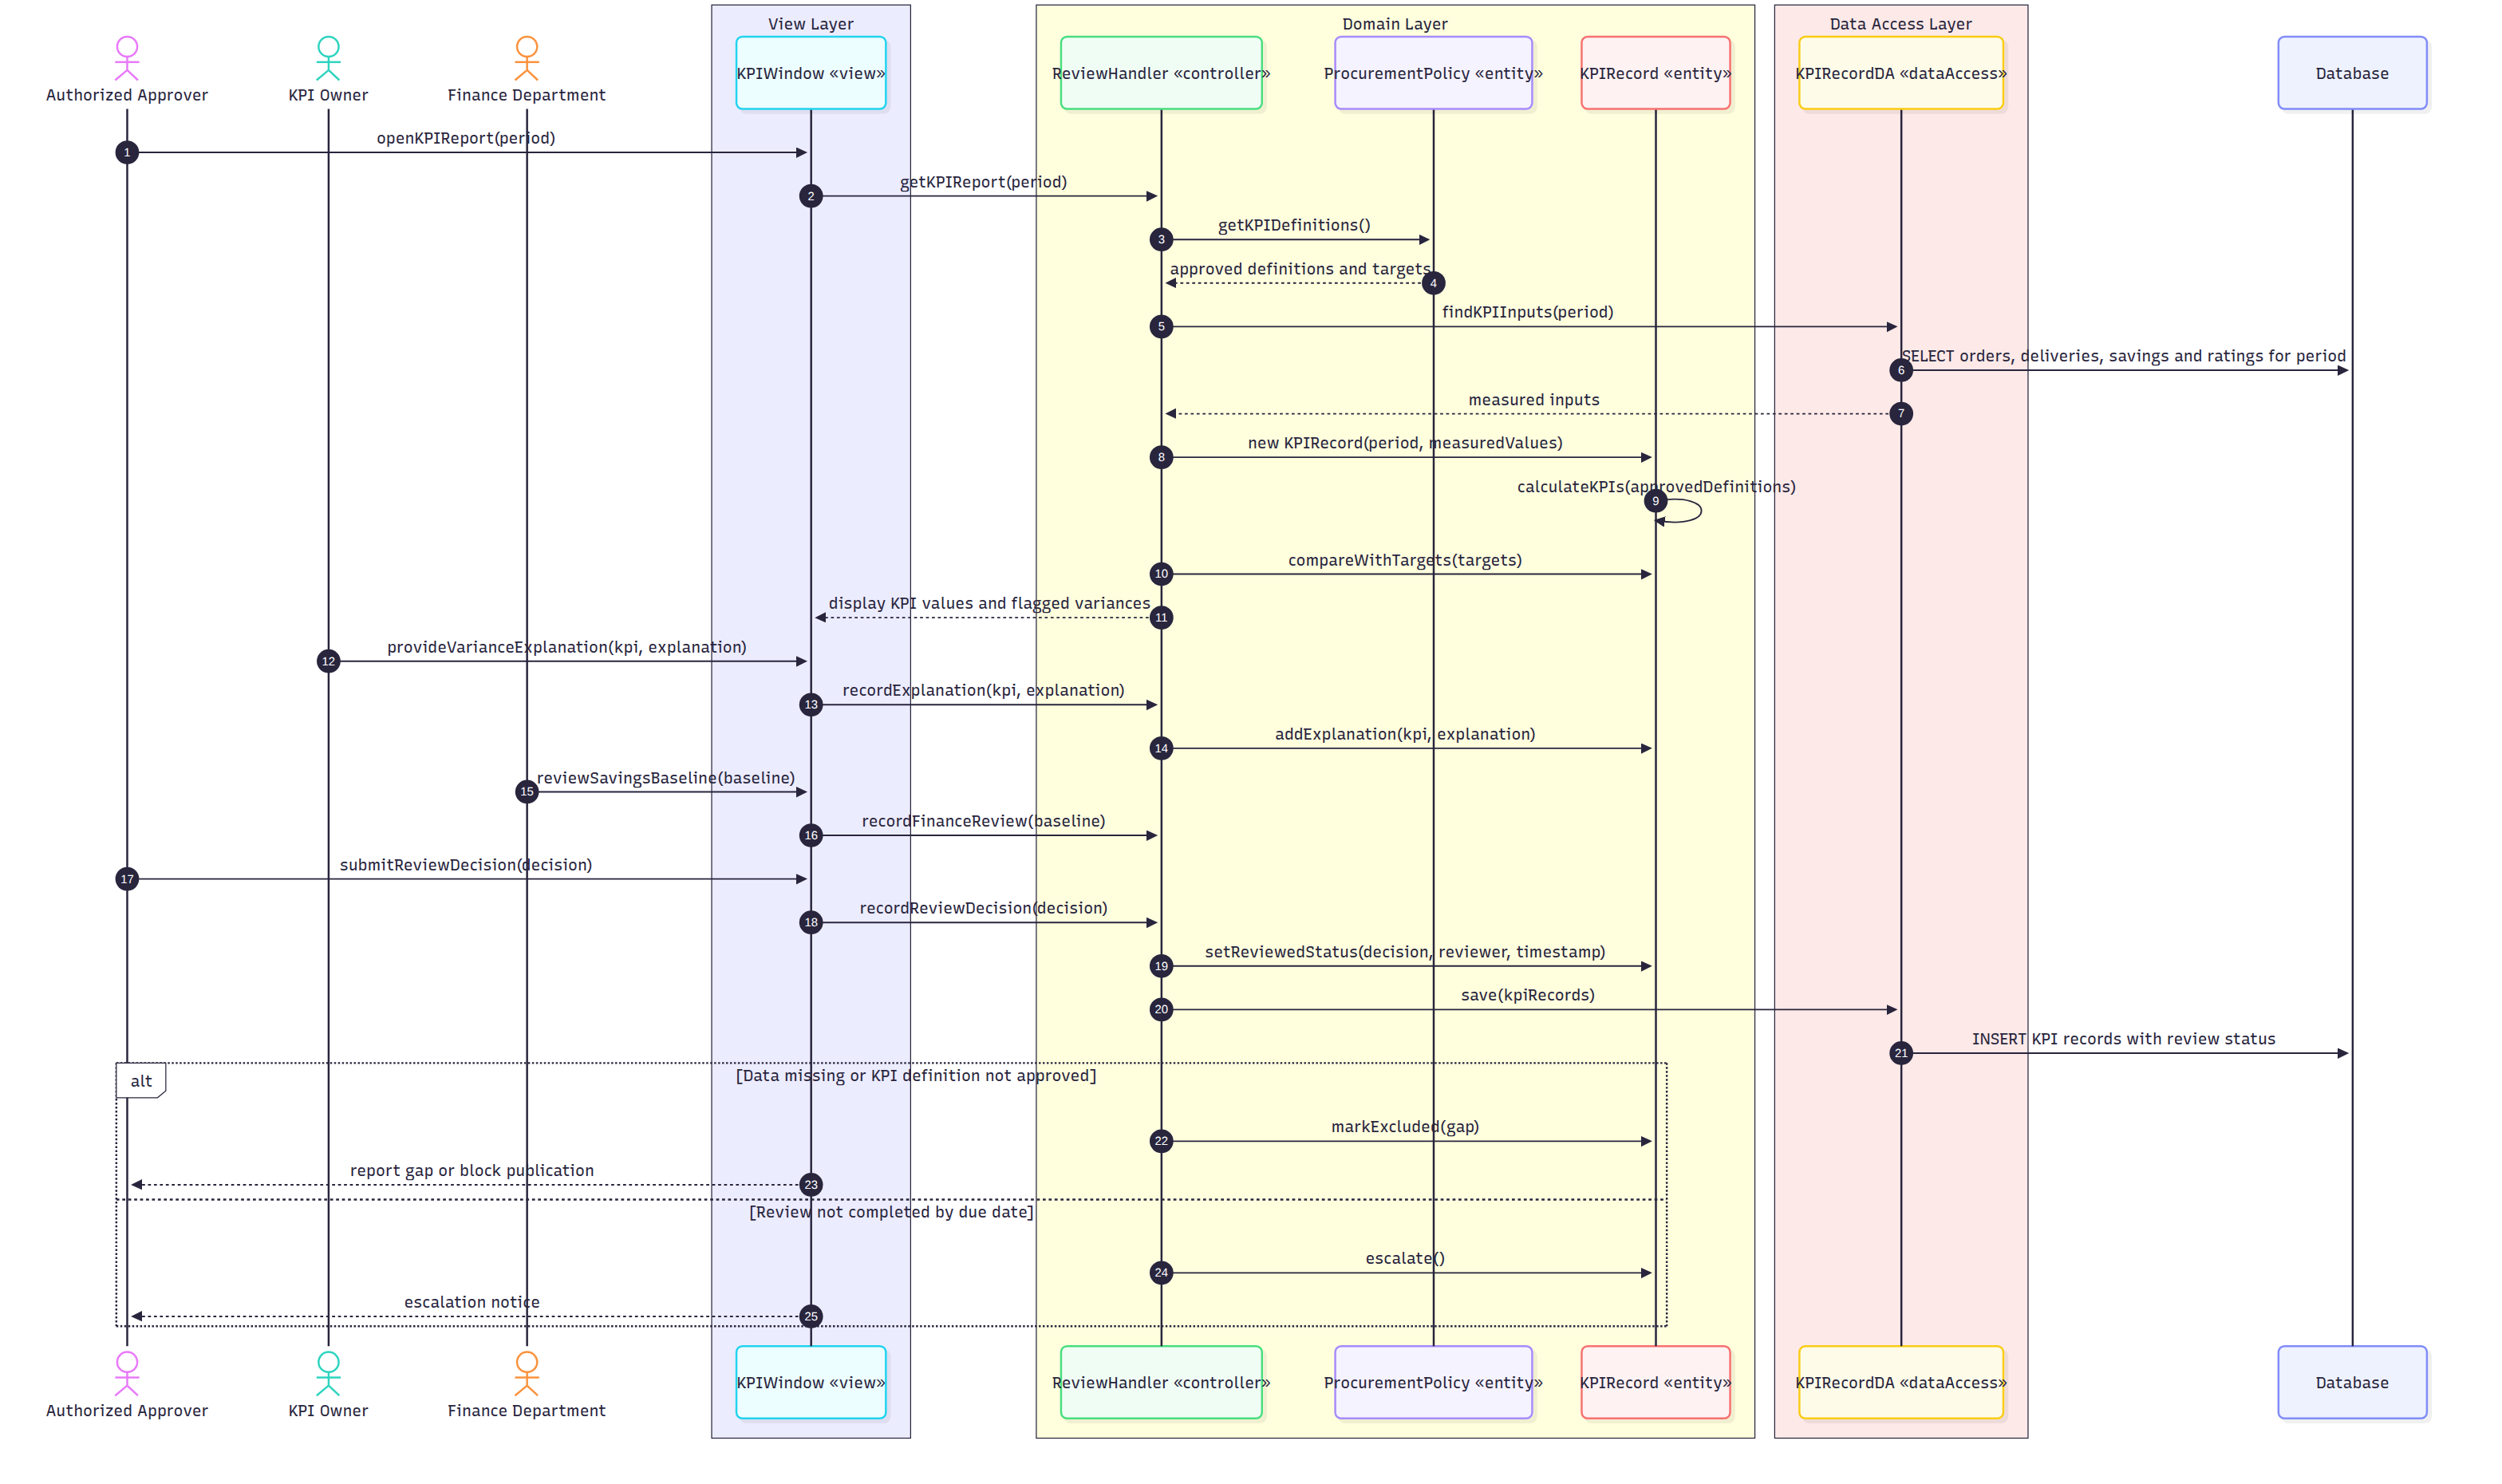 View Layer
Domain Layer
Data Access Layer
Authorized Approver
KPI Owner
Finance Department
KPIWindow «view»
ReviewHandler «controller»
ProcurementPolicy «entity»
KPIRecord «entity»
KPIRecordDA «dataAccess»
Database
openKPIReport(period)
1
getKPIReport(period)
2
getKPIDefinitions()
3
approved definitions and targets
4
findKPIInputs(period)
5
SELECT orders, deliveries, savings and ratings for period
6
measured inputs
7
new KPIRecord(period, measuredValues)
8
calculateKPIs(approvedDefinitions)
9
compareWithTargets(targets)
10
display KPI values and flagged variances
11
provideVarianceExplanation(kpi, explanation)
12
recordExplanation(kpi, explanation)
13
addExplanation(kpi, explanation)
14
reviewSavingsBaseline(baseline)
15
recordFinanceReview(baseline)
16
submitReviewDecision(decision)
17
recordReviewDecision(decision)
18
setReviewedStatus(decision, reviewer, timestamp)
19
save(kpiRecords)
20
INSERT KPI records with review status
21
alt
[Data missing or KPI definition not approved]
markExcluded(gap)
22
report gap or block publication
23
[Review not completed by due date]
escalate()
24
escalation notice
25
Authorized Approver
KPI Owner
Finance Department
KPIWindow «view»
ReviewHandler «controller»
ProcurementPolicy «entity»
KPIRecord «entity»
KPIRecordDA «dataAccess»
Database